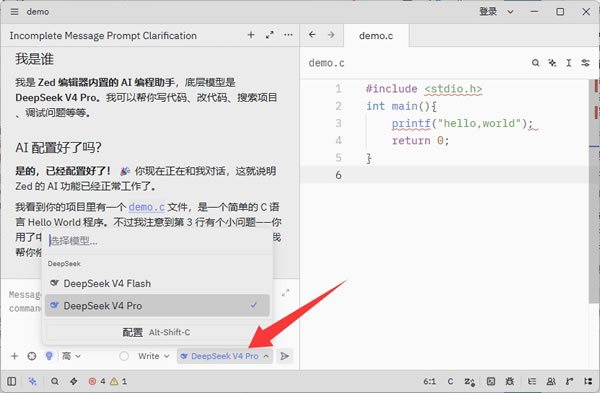 demo
登录
Incomplete Message Prompt Clarification
我是谁
我是 Zed 编辑器内置的 AI 编程助手，底层模型是
DeepSeek V4 Pro。我可以帮你写代码、改代码、搜索项目
、调试问题等等。
AI 配置好了吗？
是的，已经配置好了！ 🎉 你现在正在和我对话，这就说明
Zed 的 AI 功能已经正常工作了。
我看到你的项目里有一个 demo.c 文件，是一个简单的 C 语
言 Hello World 程序。不过我注意到第 3 行有个小问题——你
用了中
我
帮你修
选择模型…
DeepSeek
DeepSeek V4 Flash
DeepSeek V4 Pro
配置 Alt-Shift-C
Messa
comma
高
Write
DeepSeek V4 Pro
4
1
demo.c
demo.c
1 #include <stdio.h>
2 int main(){
3 printf("hello,world");
4 return 0;
5 }
6
6:1
C